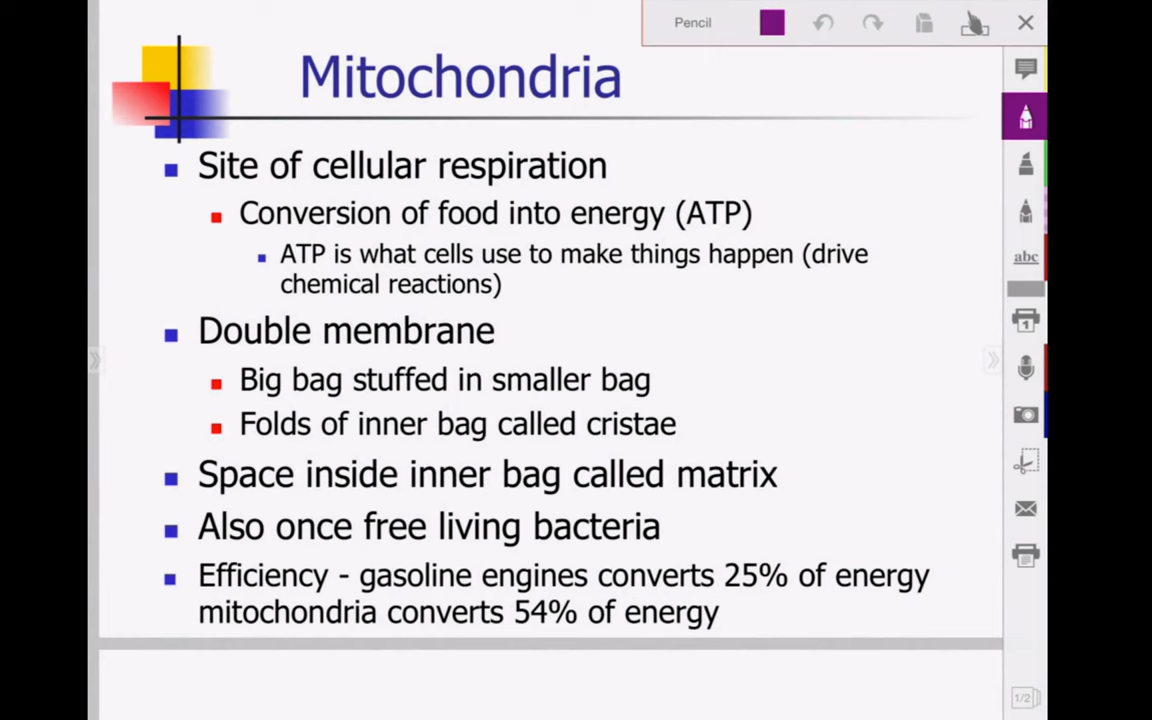 Pencil
Mitochondria
Site of cellular respiration
Conversion of food into energy (ATP)
ATP is what cells use to make things happen (drive
chemical reactions)
Double membrane
Big bag stuffed in smaller bag
Folds of inner bag called cristae
Space inside inner bag called matrix
Also once free living bacteria
Efficiency - gasoline engines converts 25% of energy
mitochondria converts 54% of energy
abc
1
1/2